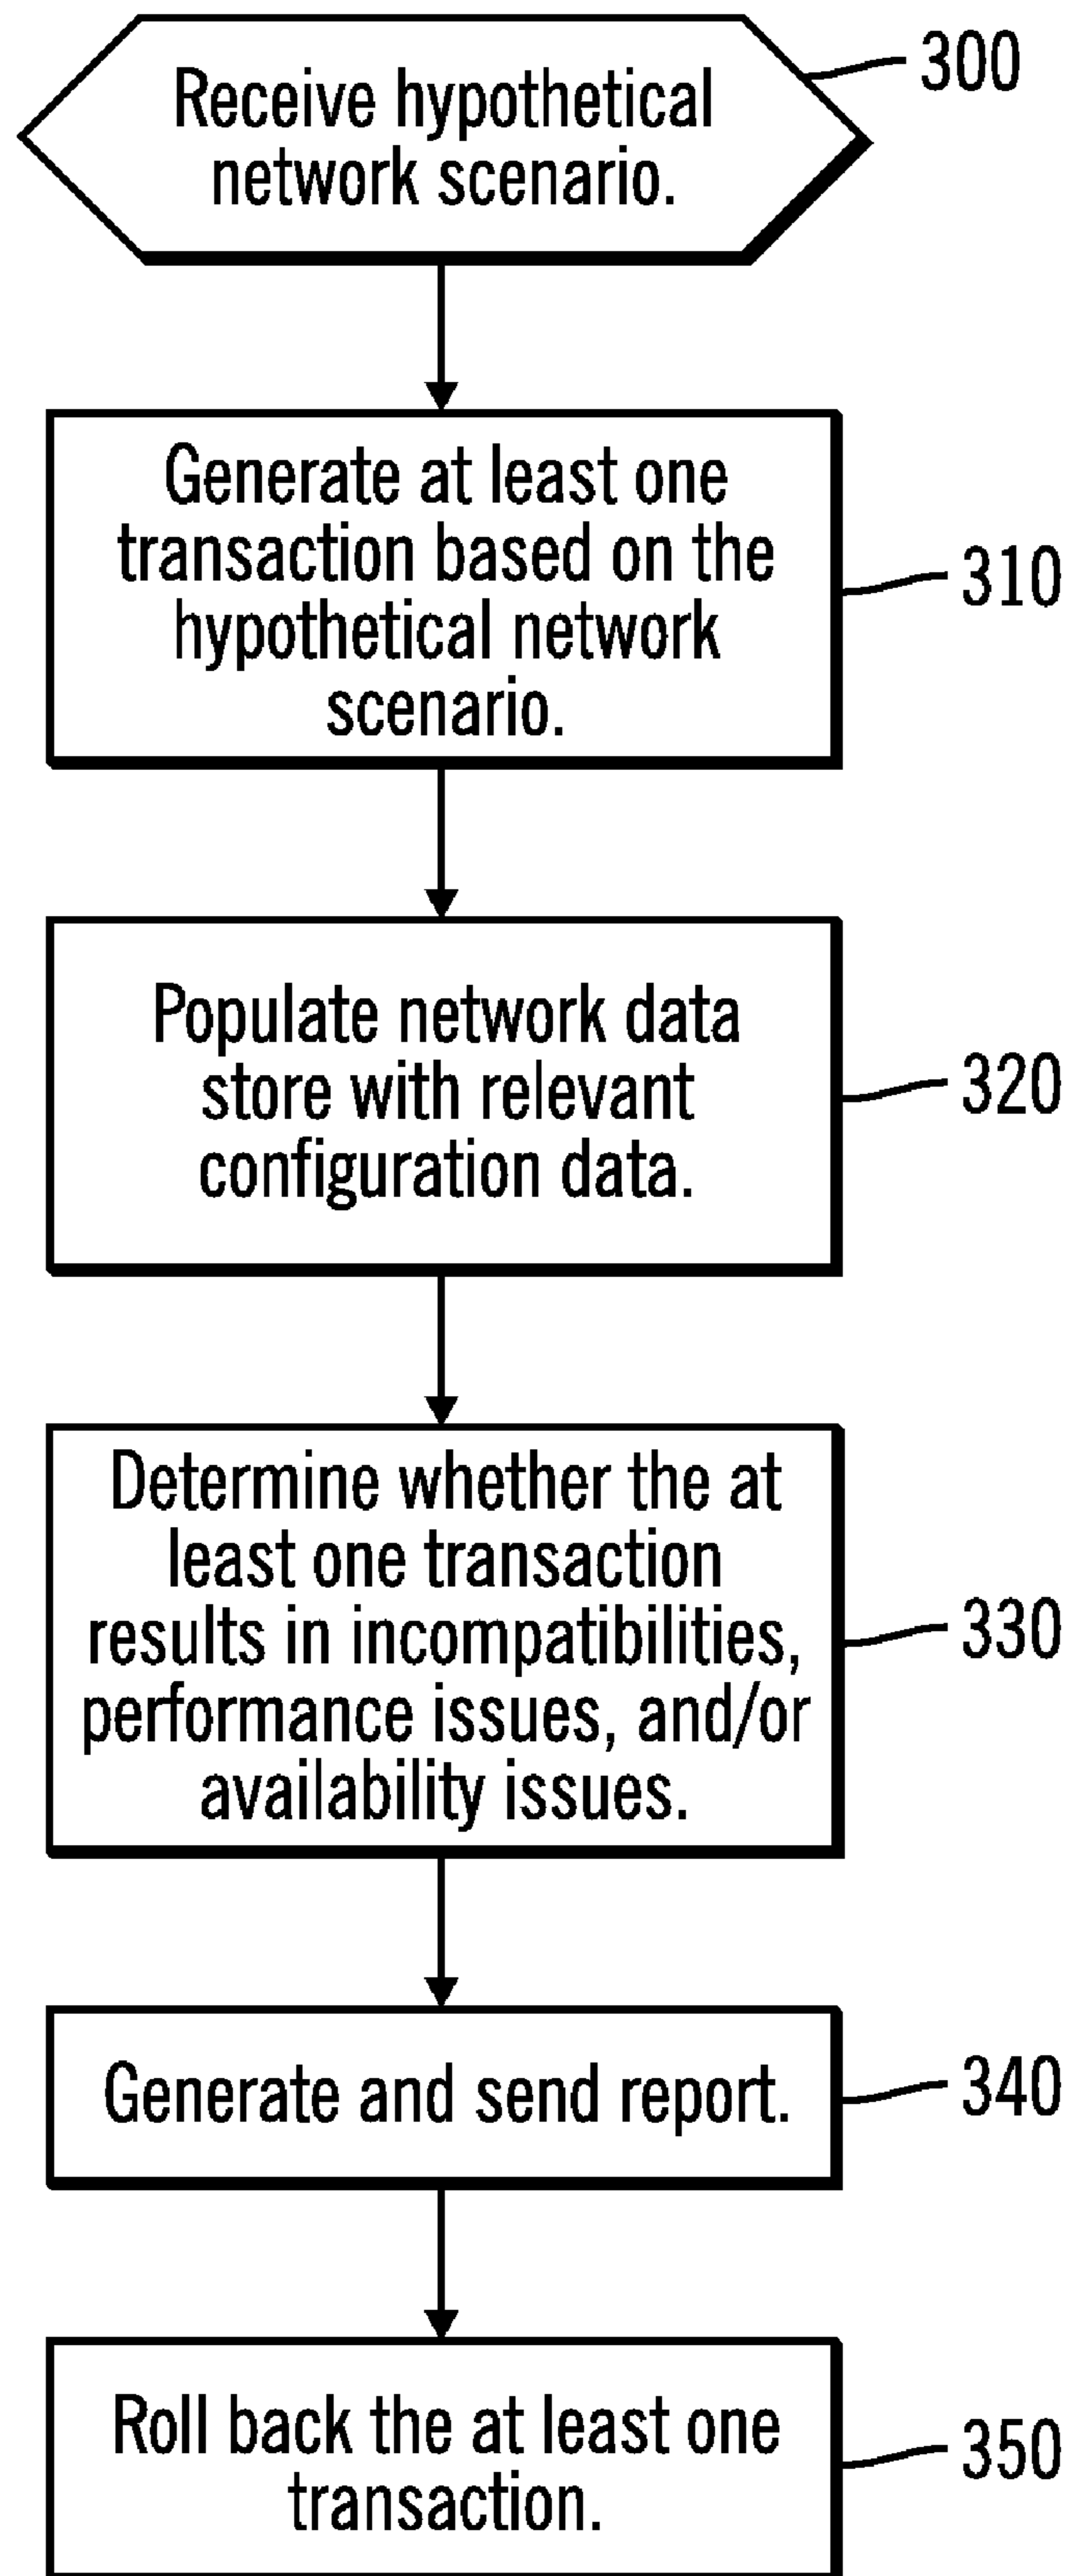 Receive hypothetical
network scenario.
300
Generate at least one
transaction based on the
hypothetical network
scenario.
310
Populate network data
store with relevant
configuration data.
320
Determine whether the at
least one transaction
results in incompatibilities,
performance issues, and/or
availability issues.
330
Generate and send report.
340
Roll back the at least one
transaction.
350